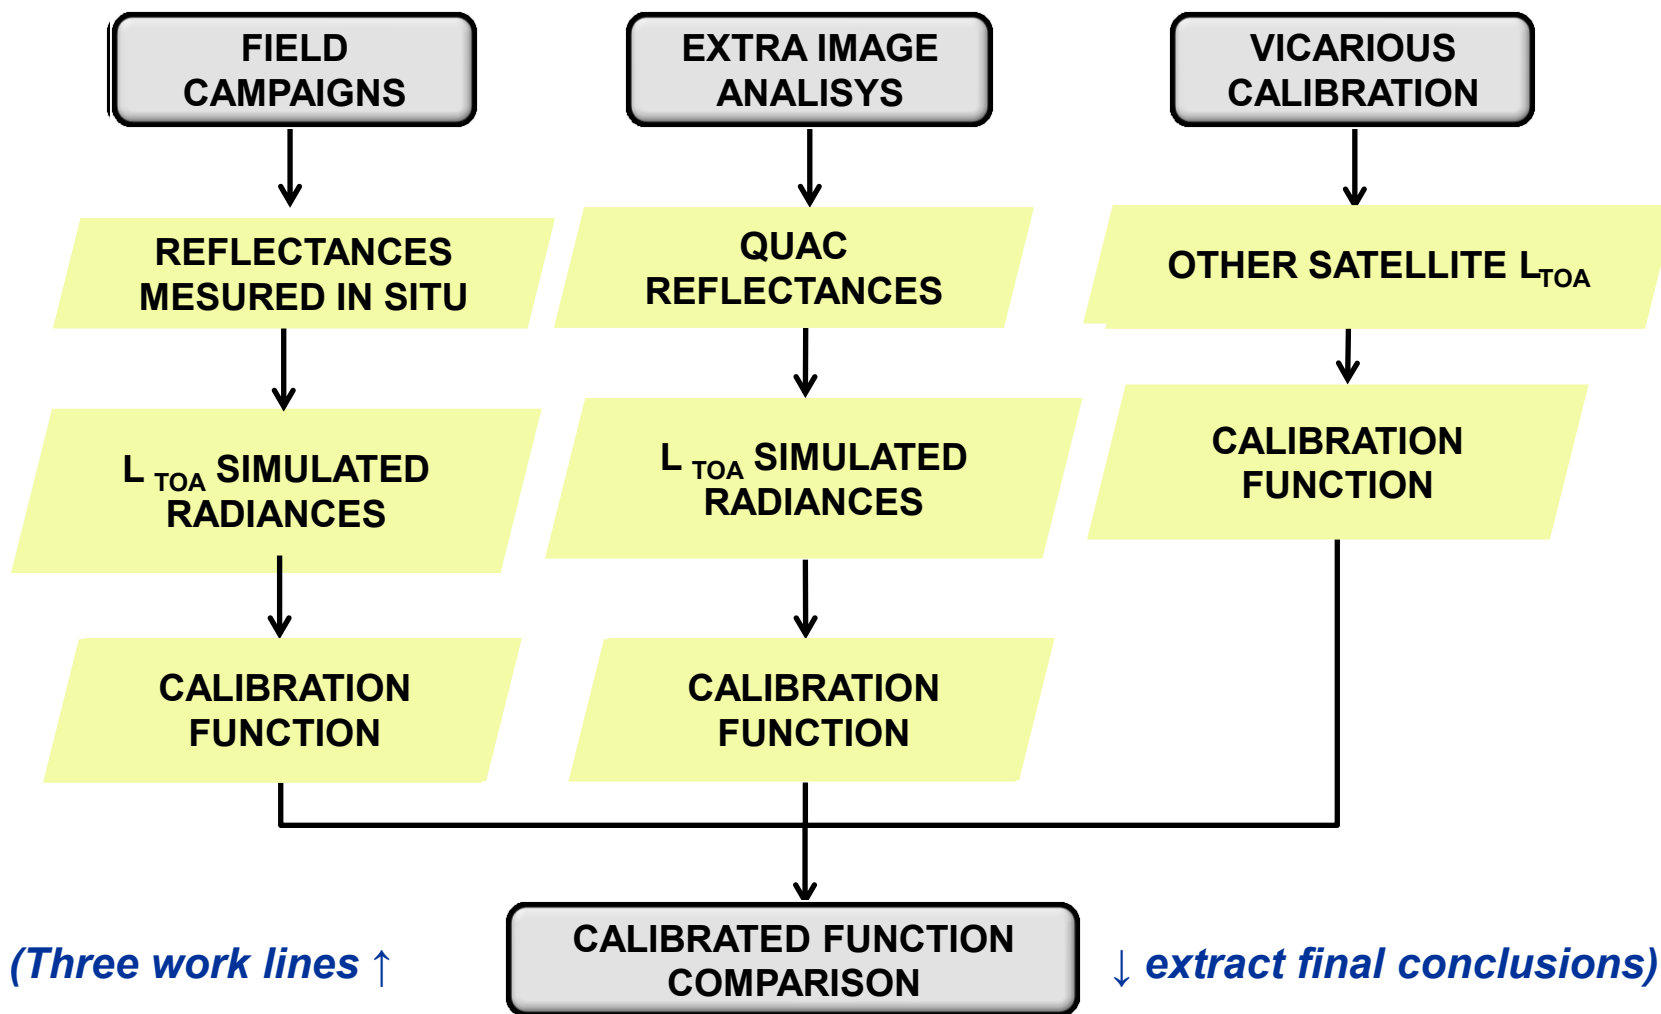 FIELD
CAMPAIGNS
EXTRA IMAGE
ANALISYS
VICARIOUS
CALIBRATION
REFLECTANCES
MESURED IN SITU
QUAC
REFLECTANCES
OTHER SATELLITE LTOA
L TOA SIMULATED
RADIANCES
L TOA SIMULATED
RADIANCES
CALIBRATION
FUNCTION
CALIBRATION
FUNCTION
CALIBRATION
FUNCTION
(Three work lines ↑
CALIBRATED FUNCTION
COMPARISON
↓ extract final conclusions)